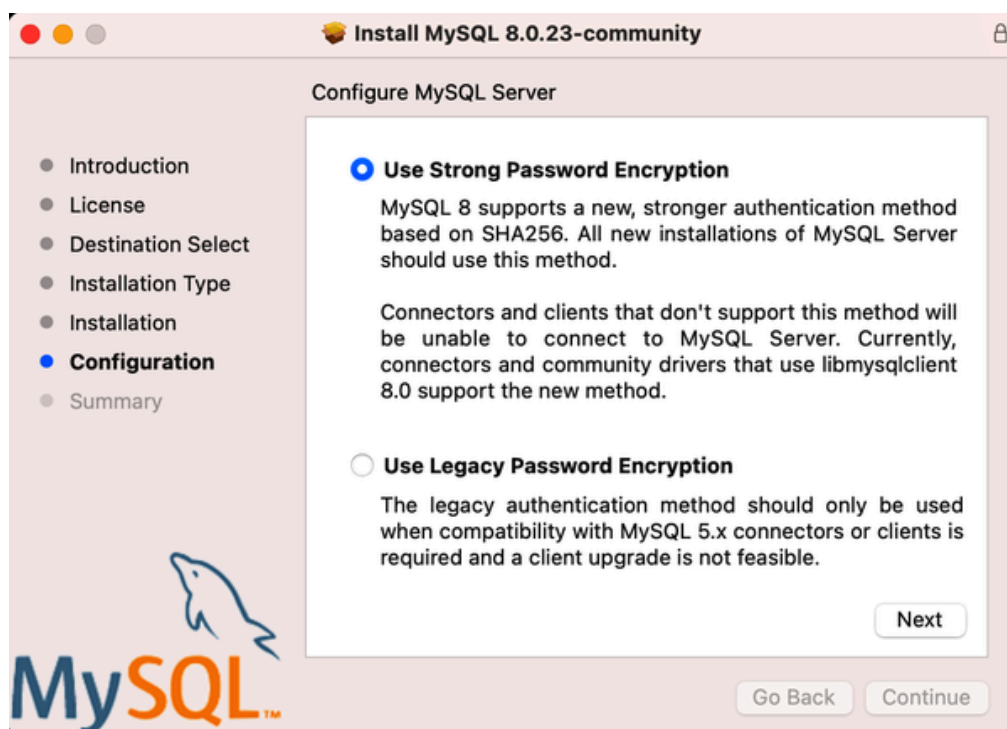 Install MySQL 8.0.23-community
Configure MySQL Server
Introduction
License
Destination Select
Installation Type
Installation
Configuration
Summary
Use Strong Password Encryption
MySQL 8 supports a new, stronger authentication method
based on SHA256. All new installations of MySQL Server
should use this method.
Connectors and clients that don't support this method will
be unable to connect to MySQL Server. Currently,
connectors and community drivers that use libmysqlclient
8.0 support the new method.
Use Legacy Password Encryption
The legacy authentication method should only be used
when compatibility with MySQL 5.x connectors or clients is
required and a client upgrade is not feasible.
Next
MySQL™
Go Back Continue